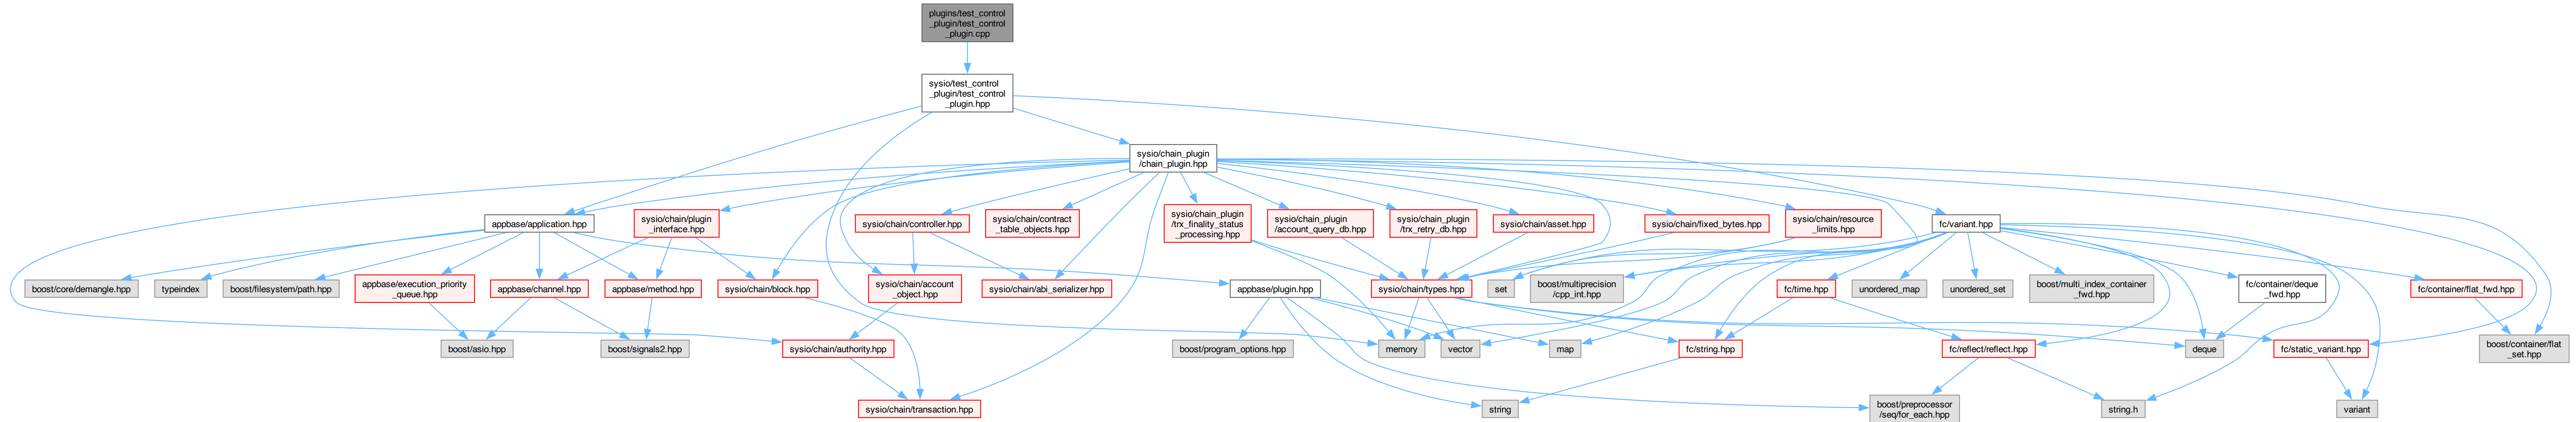 plugins/test_control
_plugin/test_control
_plugin.cpp
sysio/test_control
_plugin/test_control
_plugin.hpp
sysio/chain_plugin
/chain_plugin.hpp
appbase/application.hpp
sysio/chain/plugin
_interface.hpp
sysio/chain/controller.hpp
sysio/chain/contract
_table_objects.hpp
sysio/chain_plugin
/trx_finality_status
_processing.hpp
sysio/chain_plugin
/account_query_db.hpp
sysio/chain_plugin
/trx_retry_db.hpp
sysio/chain/asset.hpp
sysio/chain/fixed_bytes.hpp
sysio/chain/resource
_limits.hpp
fc/variant.hpp
boost/core/demangle.hpp
typeindex
boost/filesystem/path.hpp
appbase/execution_priority
_queue.hpp
appbase/channel.hpp
appbase/method.hpp
sysio/chain/block.hpp
sysio/chain/account
_object.hpp
sysio/chain/abi_serializer.hpp
appbase/plugin.hpp
sysio/chain/types.hpp
set
boost/multiprecision
/cpp_int.hpp
fc/time.hpp
unordered_map
unordered_set
boost/multi_index_container
_fwd.hpp
fc/container/deque
_fwd.hpp
fc/container/flat_fwd.hpp
boost/asio.hpp
boost/signals2.hpp
sysio/chain/authority.hpp
boost/program_options.hpp
memory
vector
map
fc/string.hpp
fc/reflect/reflect.hpp
deque
fc/static_variant.hpp
boost/container/flat
_set.hpp
sysio/chain/transaction.hpp
string
boost/preprocessor
/seq/for_each.hpp
string.h
variant